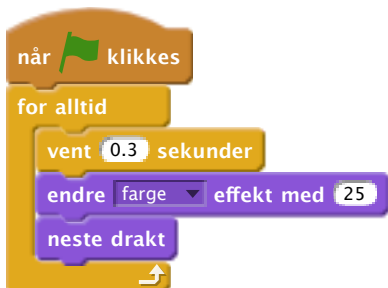 når klikkes
for alltid
vent 0.3 sekunder
endre farge effekt med 25
neste drakt